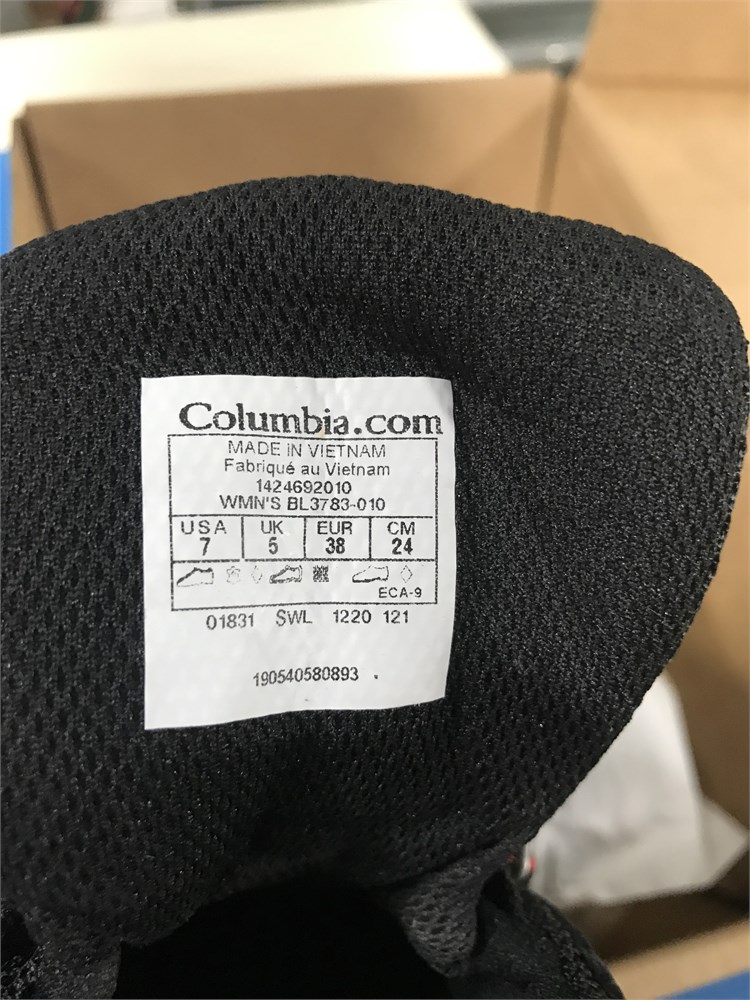 Columbia.com
MADE IN VIETNAM
Fabriqué au Vietnam
1424692010
WMN'S BL3783-010
USA UK EUR CM
7 5 38 24
ECA-9
01831 SWL 1220 121
190540580893